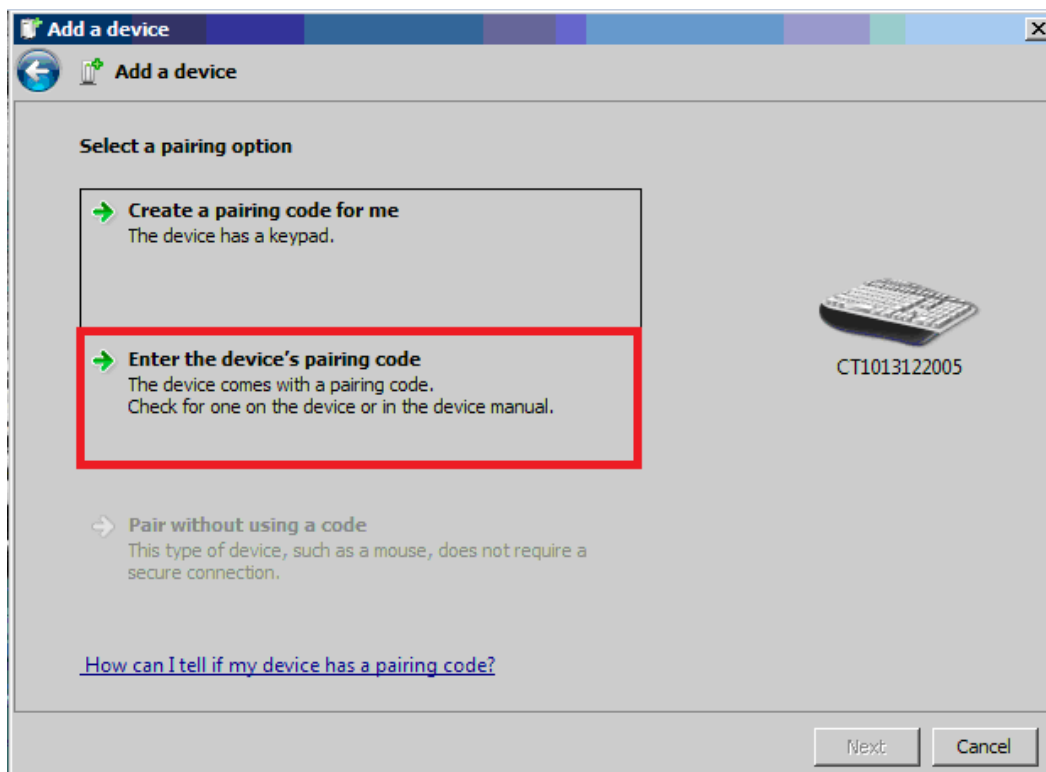 Add a device
Add a device
Select a pairing option
Create a pairing code for me
The device has a keypad.
Enter the device's pairing code
The device comes with a pairing code.
Check for one on the device or in the device manual.
CT1013122005
Pair without using a code
This type of device, such as a mouse, does not require a
secure connection.
How can I tell if my device has a pairing code?
Next
Cancel